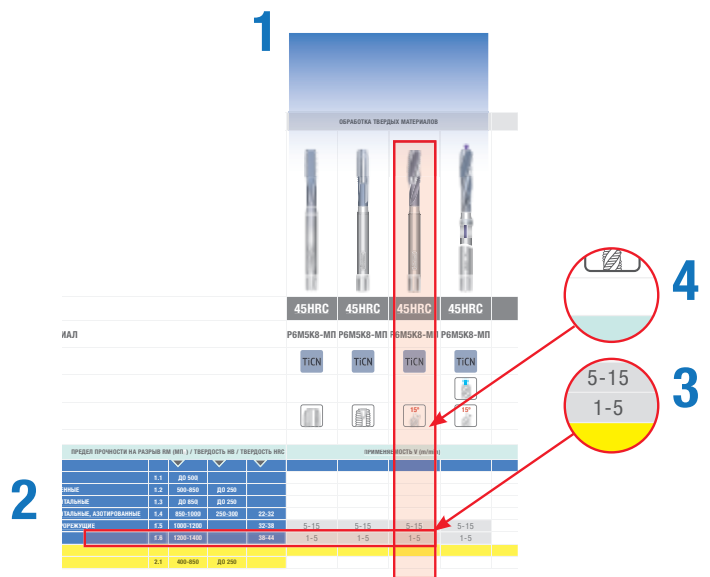 1
ОБРАБОТКА ТВЕРДЫХ МАТЕРИАЛОВ
45HRC 45HRC 45HRC 45HRC
ИАЛ Р6М5К8-МП Р6М5К8-МП Р6М5К8-МП Р6М5К8-МП
TiCN TiCN TiCN TiCN
15° 15°
4
5-15
1-5
3
ПРЕДЕЛ ПРОЧНОСТИ НА РАЗРЫВ RM (МП.) / ТВЕРДОСТЬ HB / ТВЕРДОСТЬ HRC ПРИМЕНЯЕМОСТЬ V (m/min)
1.1 ДО 500
ЕННЫЕ 1.2 500-850 ДО 250
ТАЛЬНЫЕ 1.3 ДО 850 ДО 250
ТАЛЬНЫЕ, АЗОТИРОВАННЫЕ 1.4 850-1000 250-300 22-32
РОРЕЖУЩИЕ 1.5 1000-1200 32-38 5-15 5-15 5-15 5-15
1.6 1200-1400 38-44 1-5 1-5 1-5 1-5
2
2.1 400-850 ДО 250